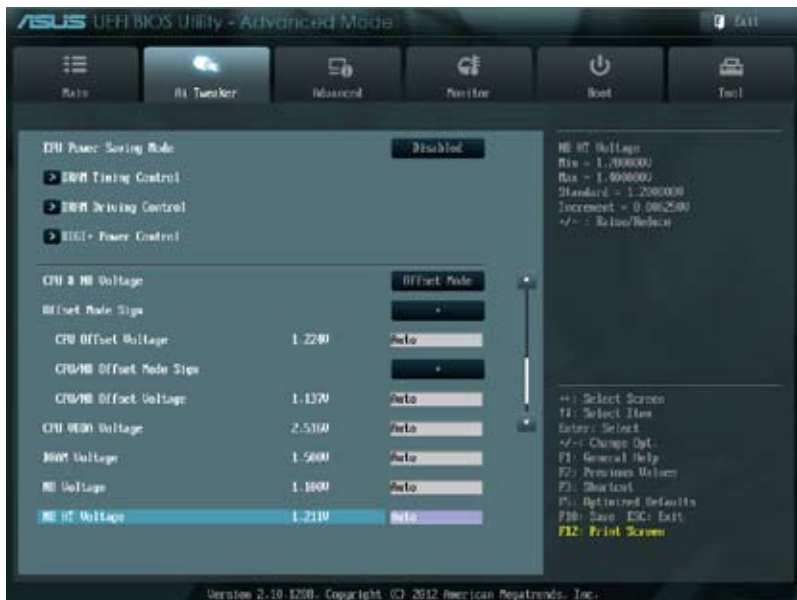 ASUS UEFI BIOS Utility - Advanced Mode
Exit
Main
Ai Tweaker
Advanced
Monitor
Boot
Tool
EPU Power Saving Mode
Disabled
> DRAM Timing Control
> DRAM Driving Control
> DIGI+ Power Control
CPU & NB Voltage
Offset Mode
Offset Mode Sign
+
CPU Offset Voltage
1.224V
Auto
CPU/NB Offset Mode Sign
+
CPU/NB Offset Voltage
1.137V
Auto
CPU VDDA Voltage
2.516V
Auto
DRAM Voltage
1.500V
Auto
NB Voltage
1.100V
Auto
NB HT Voltage
1.211V
Auto
NB HT Voltage
Min = 1.200000V
Max = 1.400000V
Standard = 1.200000V
Increment = 0.006250V
+/- : Raise/Reduce
→←: Select Screen
↑↓: Select Item
Enter: Select
+/-: Change Opt.
F1: General Help
F2: Previous Values
F3: Shortcut
F5: Optimized Defaults
F10: Save ESC: Exit
F12: Print Screen
Version 2.10.1208. Copyright (C) 2012 American Megatrends, Inc.